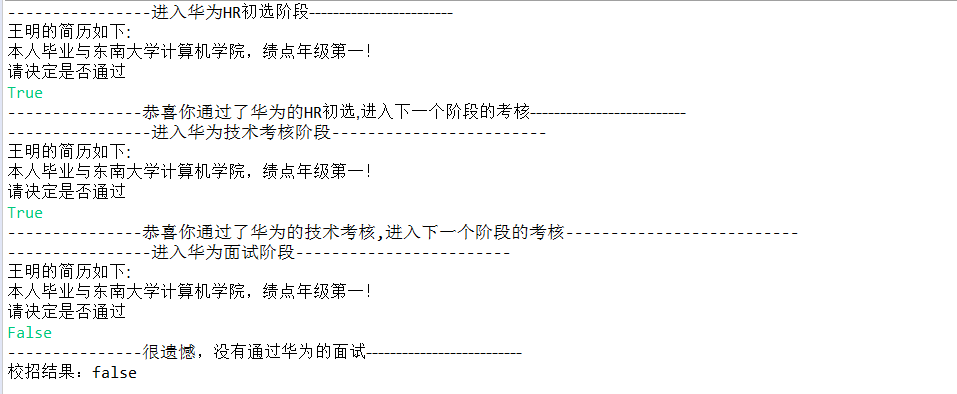 ----------------进入华为HR初选阶段------------------------
王明的简历如下:
本人毕业与东南大学计算机学院，绩点年级第一!
请决定是否通过
True
---------------恭喜你通过了华为的HR初选,进入下一个阶段的考核--------------------------
----------------进入华为技术考核阶段------------------------
王明的简历如下:
本人毕业与东南大学计算机学院，绩点年级第一!
请决定是否通过
True
---------------恭喜你通过了华为的技术考核,进入下一个阶段的考核--------------------------
----------------进入华为面试阶段------------------------
王明的简历如下:
本人毕业与东南大学计算机学院，绩点年级第一!
请决定是否通过
False
---------------很遗憾，没有通过华为的面试--------------------------
校招结果：false